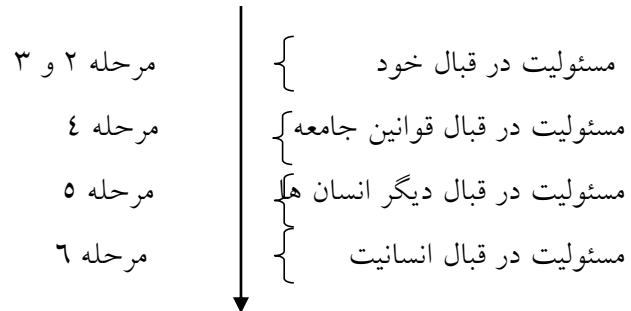 مسئولیت در قبال خود } مرحله ۲ و ۳
مسئولیت در قبال قوانین جامعه } مرحله ٤
مسئولیت در قبال دیگر انسان ها } مرحله ٥
مسئولیت در قبال انسانیت } مرحله ٦